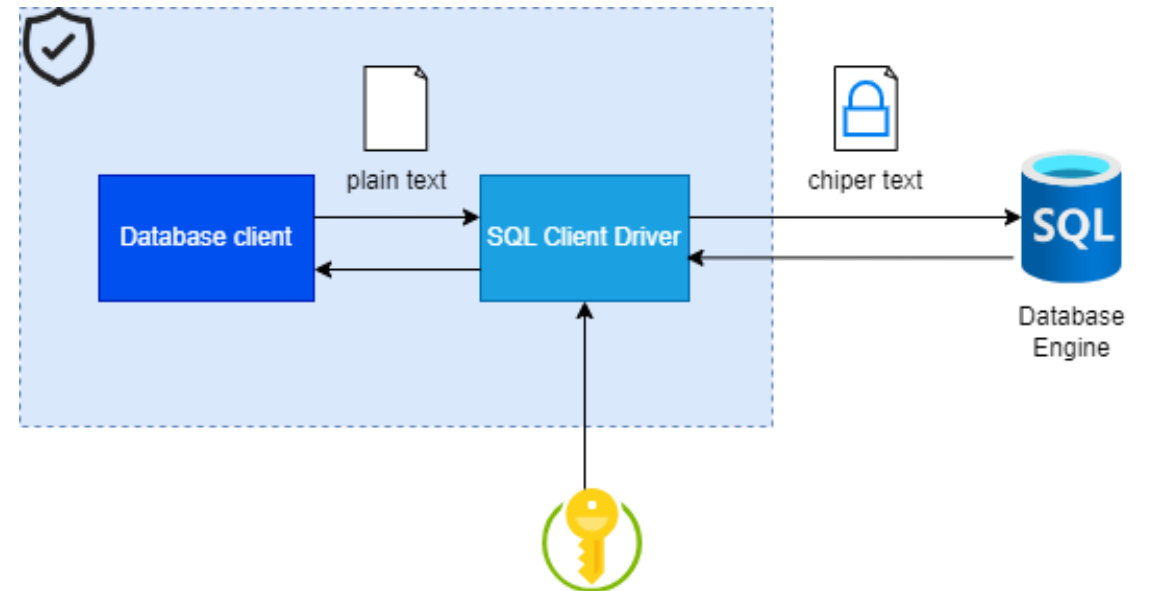 plain text
chiper text
Database client
SQL Client Driver
SQL
Database
Engine